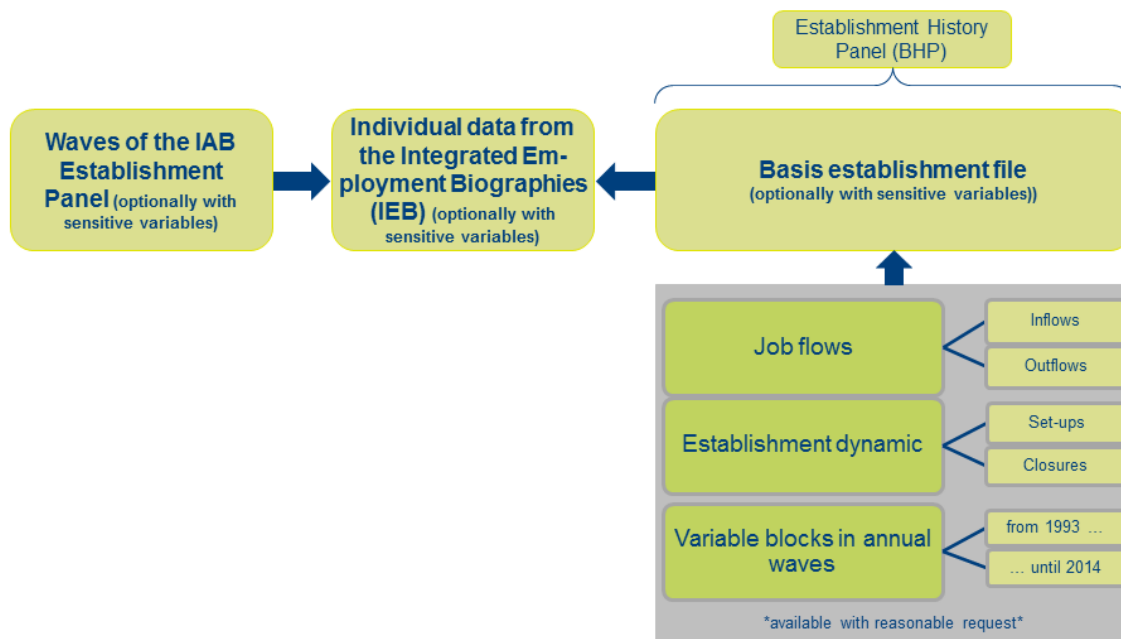 Establishment History
Panel (BHP)
Waves of the IAB
Establishment
Panel (optionally with
sensitive variables)
Individual data from
the Integrated Em-
ployment Biographies
(IEB) (optionally with
sensitive variables)
Basis establishment file
(optionally with sensitive variables))
Job flows
Inflows
Outflows
Establishment dynamic
Set-ups
Closures
Variable blocks in annual
waves
from 1993 ...
... until 2014
*available with reasonable request*